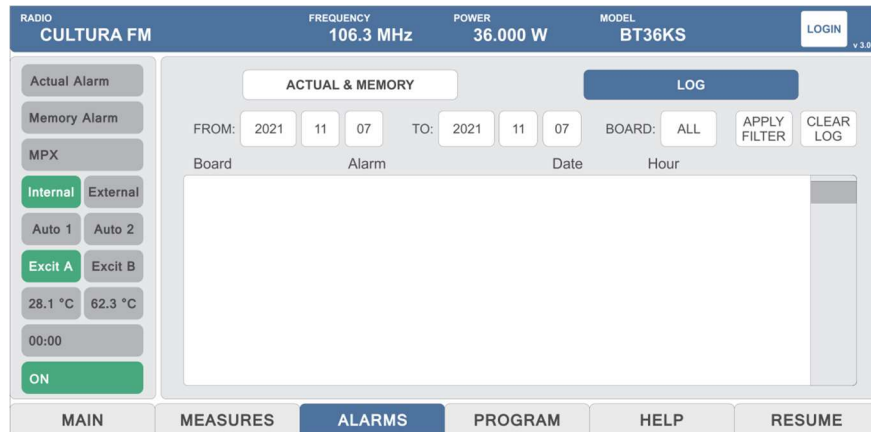 RADIO FREQUENCY POWER MODEL
CULTURA FM 106.3 MHz 36.000 W BT36KS LOGIN v 3.0
Actual Alarm
Memory Alarm
MPX
Internal External
Auto 1 Auto 2
Excit A Excit B
28.1 °C 62.3 °C
00:00
ON
ACTUAL & MEMORY LOG
FROM: 2021 11 07 TO: 2021 11 07 BOARD: ALL APPLY FILTER CLEAR LOG
Board Alarm Date Hour
MAIN MEASURES ALARMS PROGRAM HELP RESUME